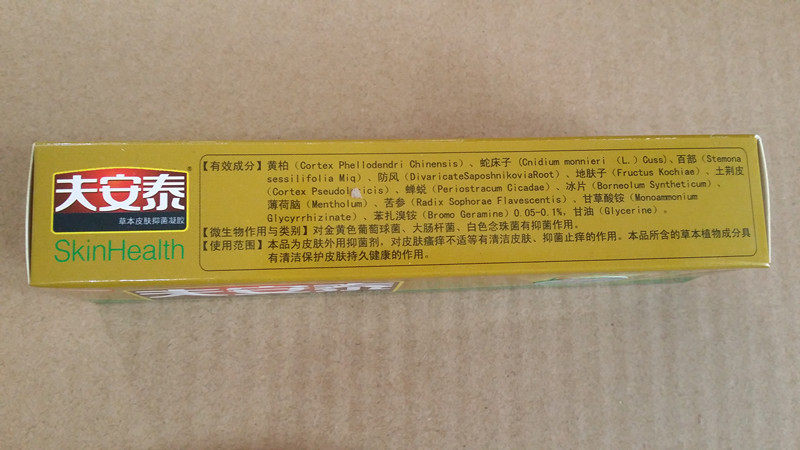 夫安泰®
草本皮肤抑菌凝胶
SkinHealth
【有效成分】黄柏（Cortex Phellodendri Chinensis）、蛇床子（Cnidium monnieri （L.）Cuss）、百部（Stemona
sessilifolia Miq）、防风（DivaricateSaposhnikoviaRoot）、地肤子（Fructus Kochiae）、土荆皮
（Cortex Pseudolaricis）、蝉蜕（Periostracum Cicadae）、冰片（Borneolum Syntheticum）、
薄荷脑（Mentholum）、苦参（Radix Sophorae Flavescentis）、甘草酸铵（Monoammonium
Glycyrrhizinate）、苯扎溴铵（Bromo Geramine）0.05-0.1%，甘油（Glycerine）。
【微生物作用与类别】对金黄色葡萄球菌、大肠杆菌、白色念珠菌有抑菌作用。
【使用范围】本品为皮肤外用抑菌剂，对皮肤瘙痒不适等有清洁皮肤、抑菌止痒的作用。本品所含的草本植物成分具
有清洁保护皮肤持久健康的作用。
夫安泰